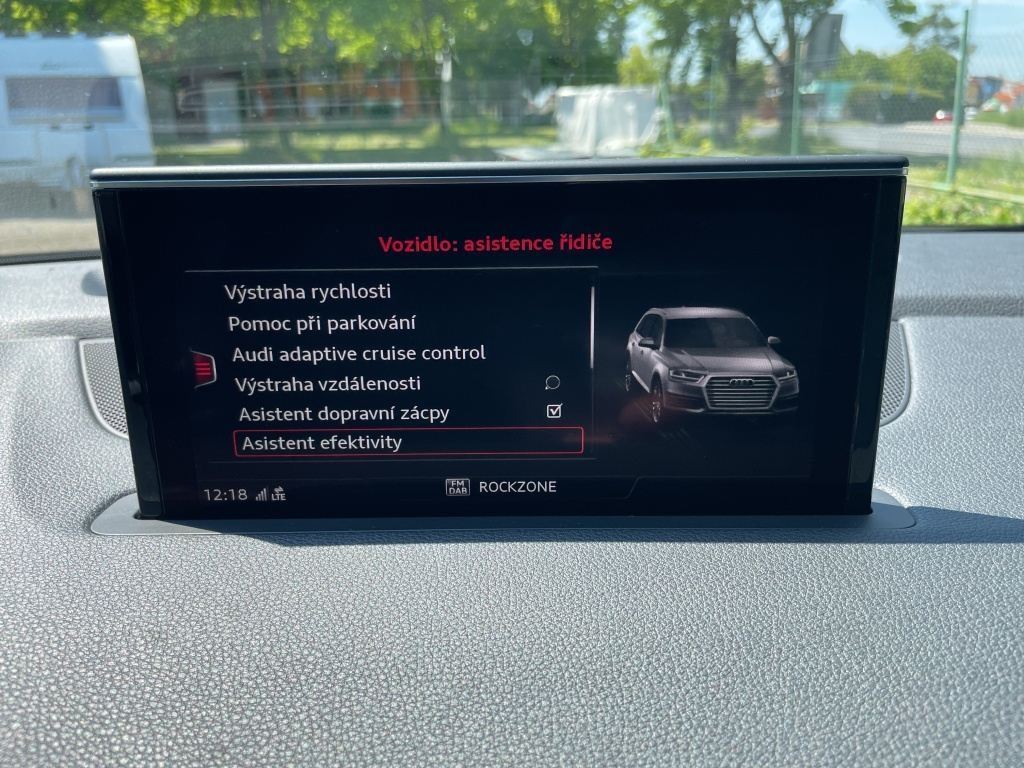 Vozidlo: asistence řidiče
Výstraha rychlosti
Pomoc při parkování
Audi adaptive cruise control
Výstraha vzdálenosti
Asistent dopravní zácpy
Asistent efektivity
12:18 LTE
FM
DAB
ROCKZONE